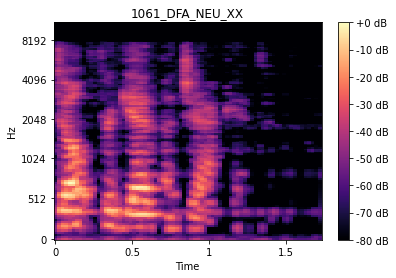 1061_DFA_NEU_XX
8192
4096
2048
1024
512
0
Hz
0
0.5
1
1.5
Time
+0 dB
-10 dB
-20 dB
-30 dB
-40 dB
-50 dB
-60 dB
-70 dB
-80 dB